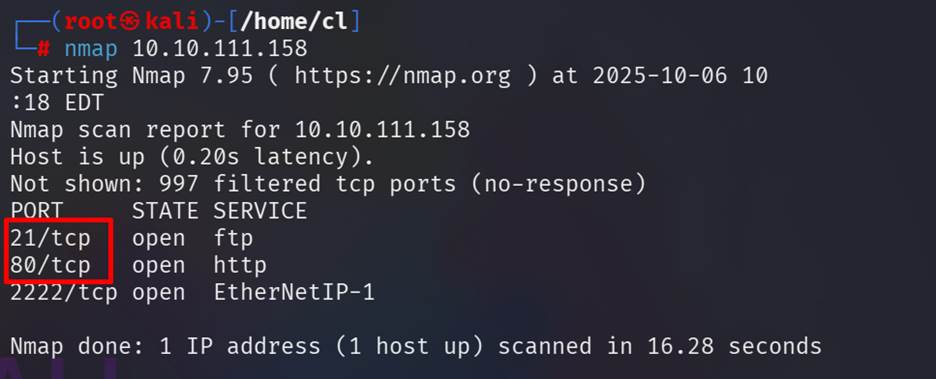 ┌──(root㉿kali)-[/home/cl]
└─# nmap 10.10.111.158
Starting Nmap 7.95 ( https://nmap.org ) at 2025-10-06 10
:18 EDT
Nmap scan report for 10.10.111.158
Host is up (0.20s latency).
Not shown: 997 filtered tcp ports (no-response)
PORT     STATE SERVICE
21/tcp   open  ftp
80/tcp   open  http
2222/tcp open  EtherNetIP-1

Nmap done: 1 IP address (1 host up) scanned in 16.28 seconds